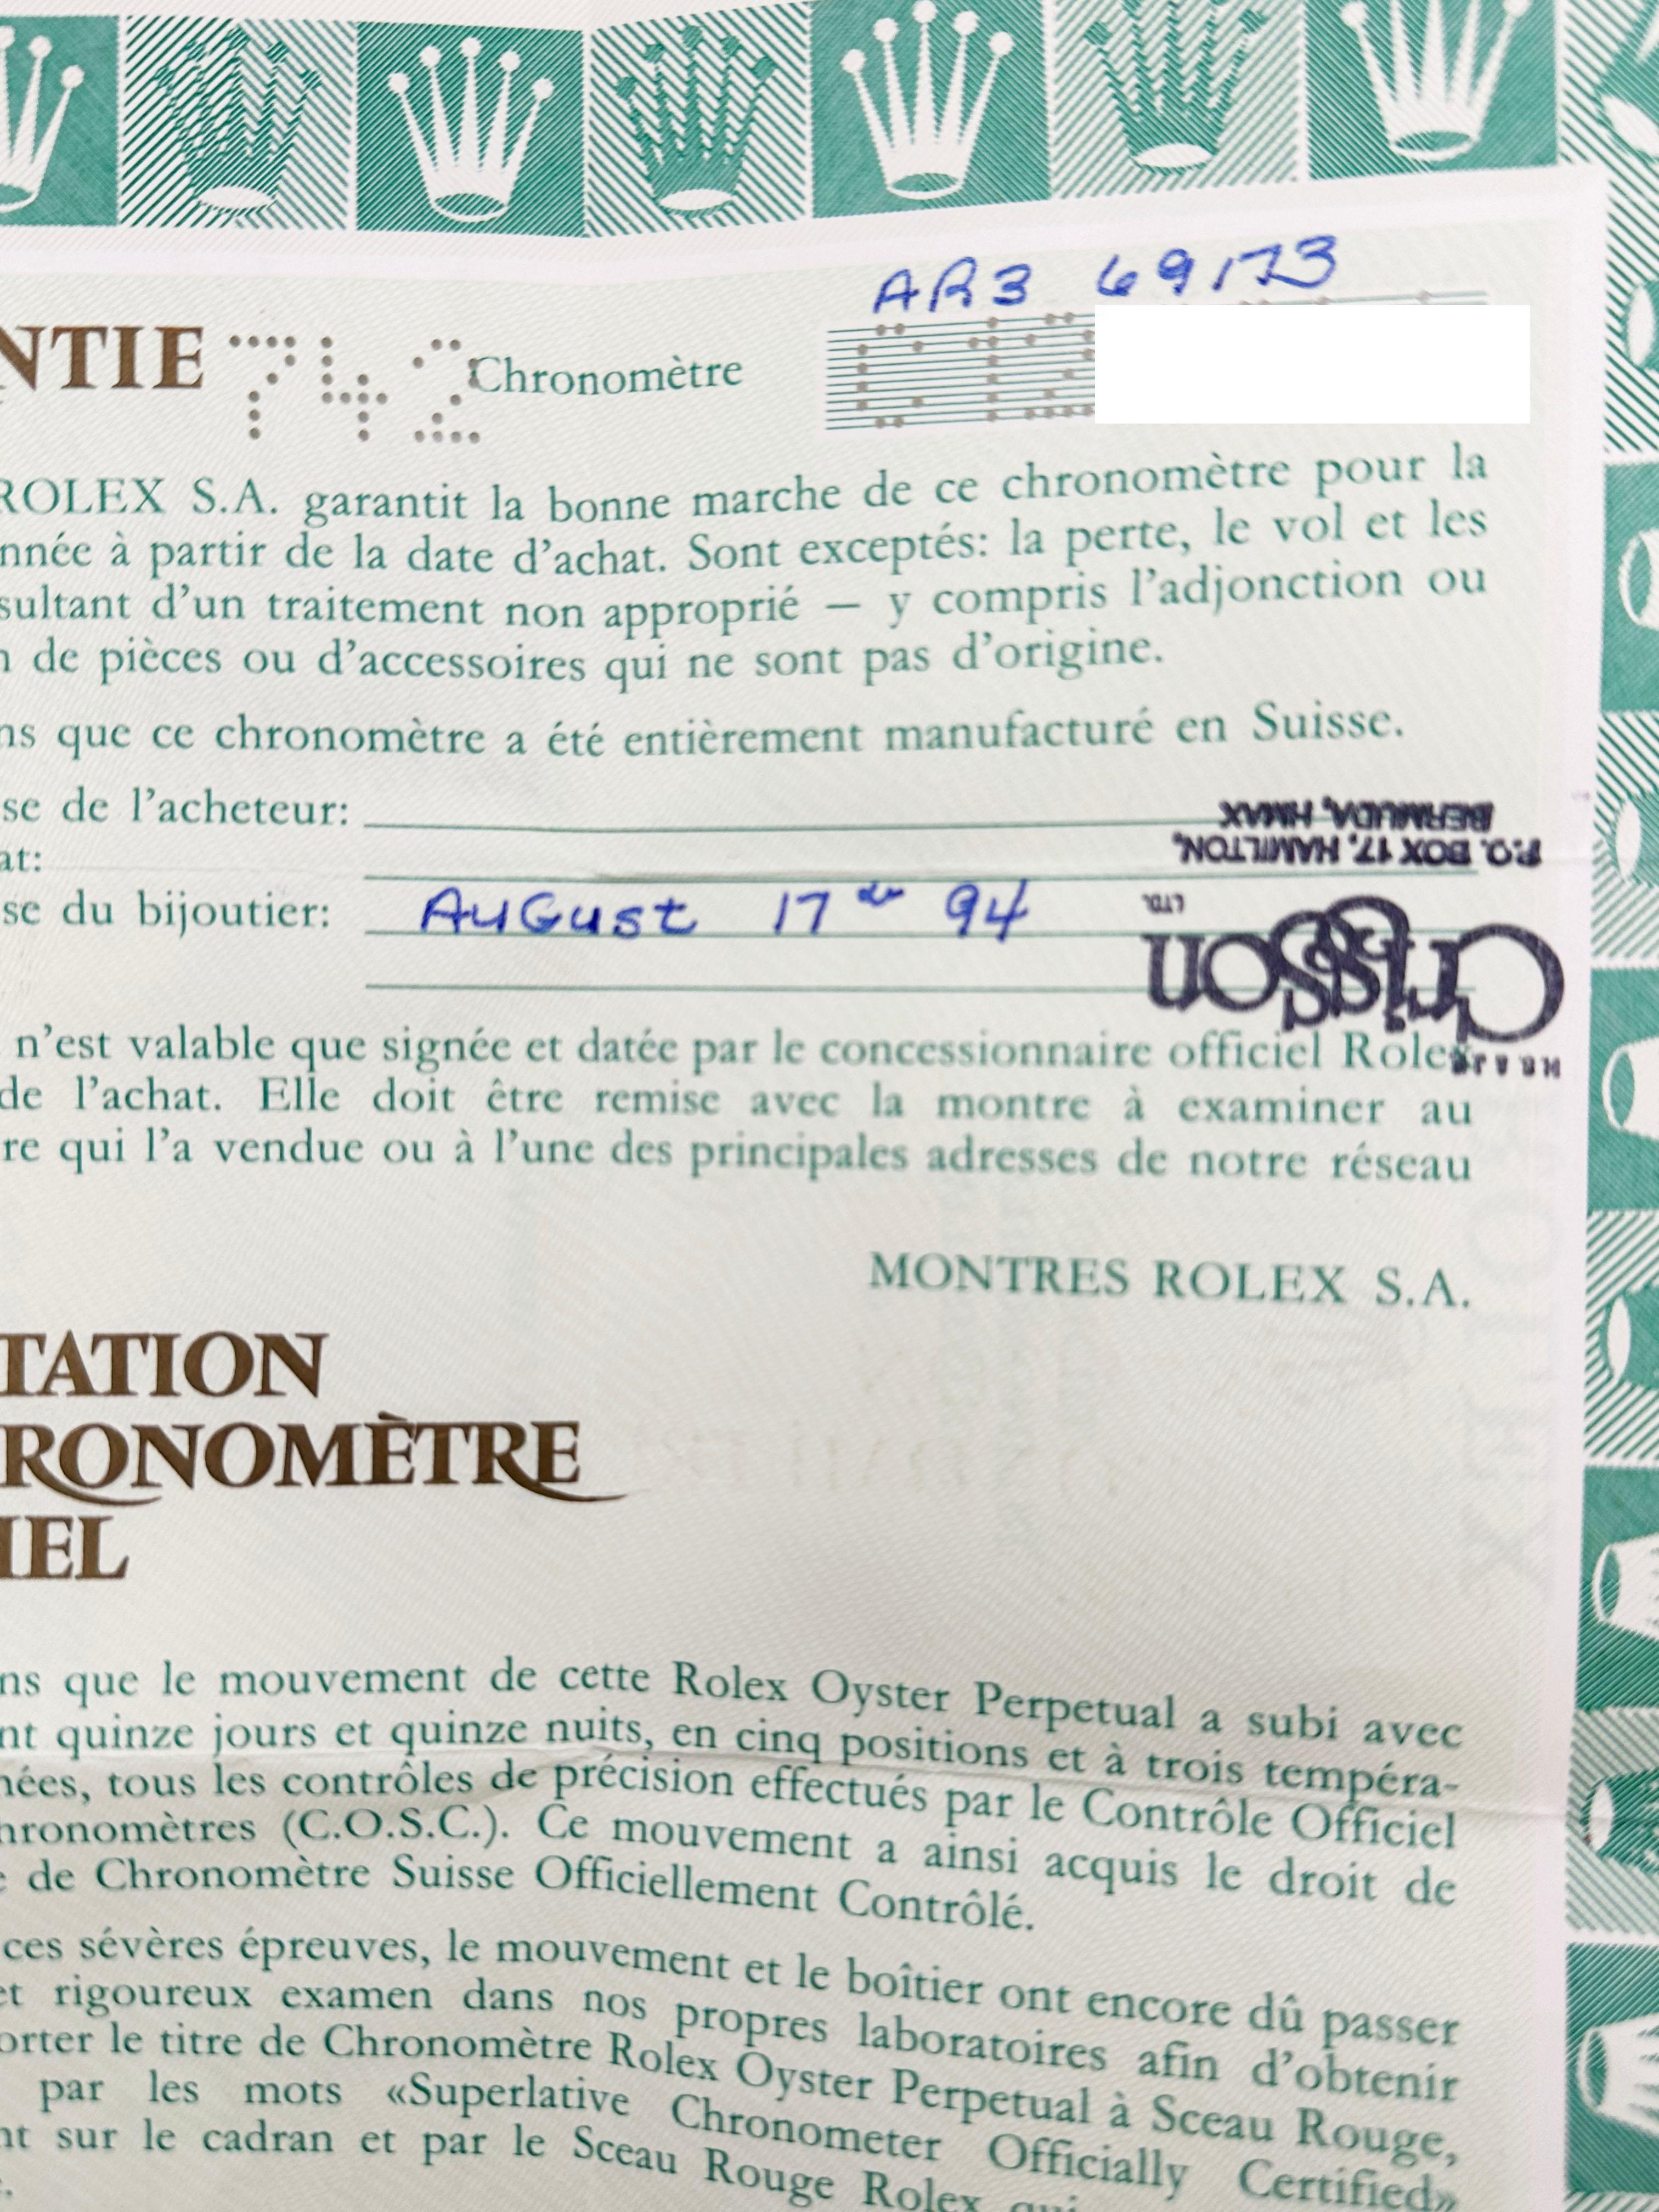 AR3 69173
NTIE 742 Chronomètre
ROLEX S.A. garantit la bonne marche de ce chronomètre pour la
nnée à partir de la date d'achat. Sont exceptés: la perte, le vol et les
sultant d'un traitement non approprié — y compris l'adjonction ou
n de pièces ou d'accessoires qui ne sont pas d'origine.
ns que ce chronomètre a été entièrement manufacturé en Suisse.
se de l'acheteur:
at:
se du bijoutier: AUGUST 17 94
Crisson
LTD.
P.O. BOX 17, HAMILTON,
BERMUDA, HMAX
n'est valable que signée et datée par le concessionnaire officiel Rolex
de l'achat. Elle doit être remise avec la montre à examiner au
re qui l'a vendue ou à l'une des principales adresses de notre réseau
MONTRES ROLEX S.A.
TATION
RONOMÈTRE
IEL
ns que le mouvement de cette Rolex Oyster Perpetual a subi avec
nt quinze jours et quinze nuits, en cinq positions et à trois tempéra-
nées, tous les contrôles de précision effectués par le Contrôle Officiel
hronomètres (C.O.S.C.). Ce mouvement a ainsi acquis le droit de
e de Chronomètre Suisse Officiellement Contrôlé.
ces sévères épreuves, le mouvement et le boîtier ont encore dû passer
et rigoureux examen dans nos propres laboratoires afin d'obtenir
orter le titre de Chronomètre Rolex Oyster Perpetual à Sceau Rouge,
par les mots «Superlative Chronometer Officially Certified»
nt sur le cadran et par le Sceau Rouge Rolex qui